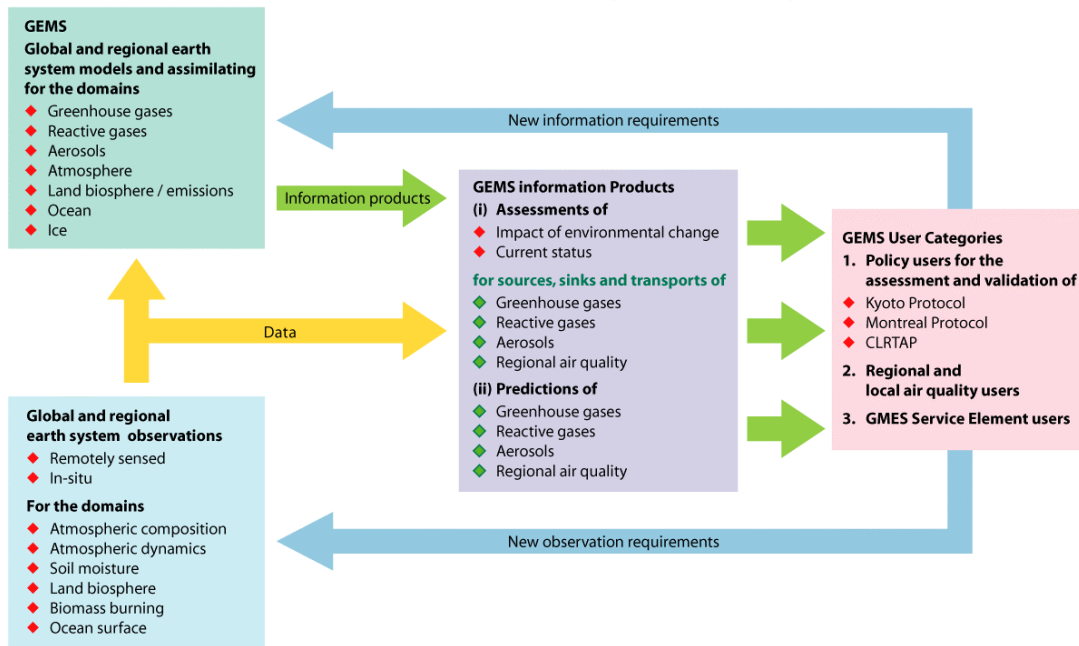 GEMS
Global and regional earth
system models and assimilating
for the domains
Greenhouse gases
Reactive gases
Aerosols
Atmosphere
Land biosphere / emissions
Ocean
Ice
New information requirements
Information products
GEMS information Products
(i) Assessments of
Impact of environmental change
Current status
for sources, sinks and transports of
Greenhouse gases
Reactive gases
Aerosols
Regional air quality
(ii) Predictions of
Greenhouse gases
Reactive gases
Aerosols
Regional air quality
GEMS User Categories
1. Policy users for the
assessment and validation of
Kyoto Protocol
Montreal Protocol
CLRTAP
2. Regional and
local air quality users
3. GMES Service Element users
Data
Global and regional
earth system observations
Remotely sensed
In-situ
For the domains
Atmospheric composition
Atmospheric dynamics
Soil moisture
Land biosphere
Biomass burning
Ocean surface
New observation requirements